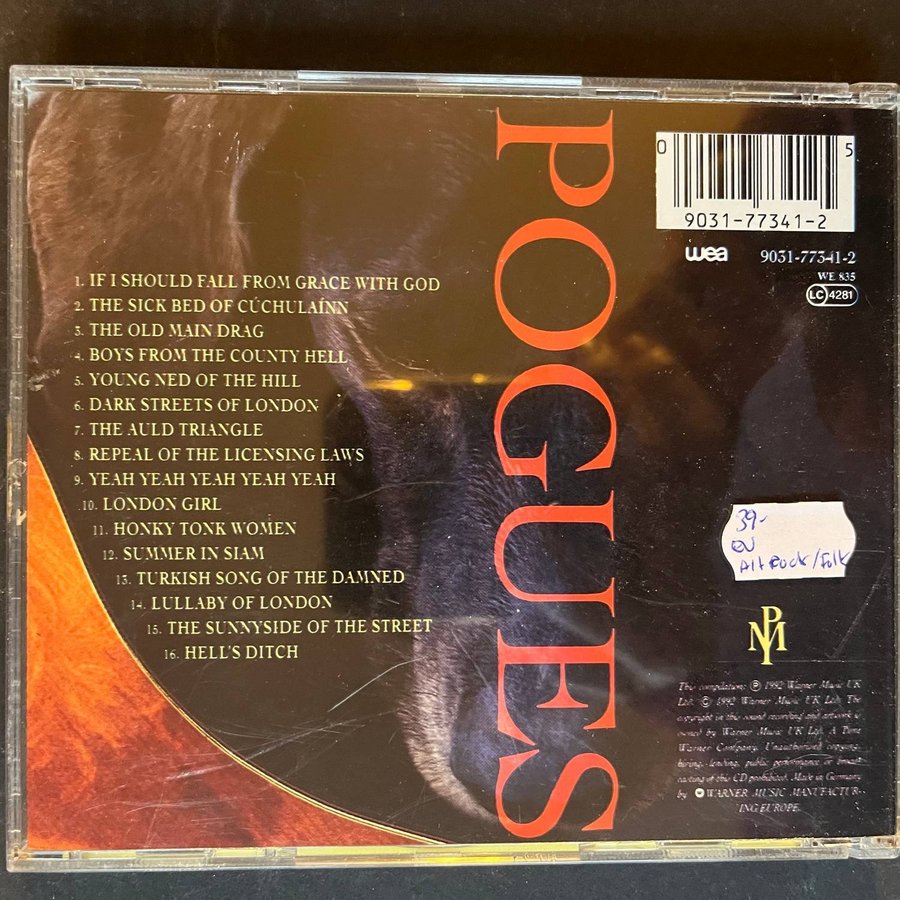 POGUES
0 5
9031-77341-2
wea 9031-77341-2
WE 835
LC 4281
1. IF I SHOULD FALL FROM GRACE WITH GOD
2. THE SICK BED OF CÚCHULAÍNN
3. THE OLD MAIN DRAG
4. BOYS FROM THE COUNTY HELL
5. YOUNG NED OF THE HILL
6. DARK STREETS OF LONDON
7. THE AULD TRIANGLE
8. REPEAL OF THE LICENSING LAWS
9. YEAH YEAH YEAH YEAH YEAH
10. LONDON GIRL
11. HONKY TONK WOMEN
12. SUMMER IN SIAM
13. TURKISH SONG OF THE DAMNED
14. LULLABY OF LONDON
15. THE SUNNYSIDE OF THE STREET
16. HELL'S DITCH
39-
EU
Alt Rock/Folk
PM
This compilation: ℗ 1992 Warner Music UK
Ltd. © 1992 Warner Music UK Ltd. The
copyright in this sound recording and artwork is
owned by Warner Music UK Ltd. A Time
Warner Company. Unauthorised copying,
hiring, lending, public performance or broad-
casting of this CD prohibited. Made in Germany
by WARNER MUSIC MANUFACTUR-
ING EUROPE.